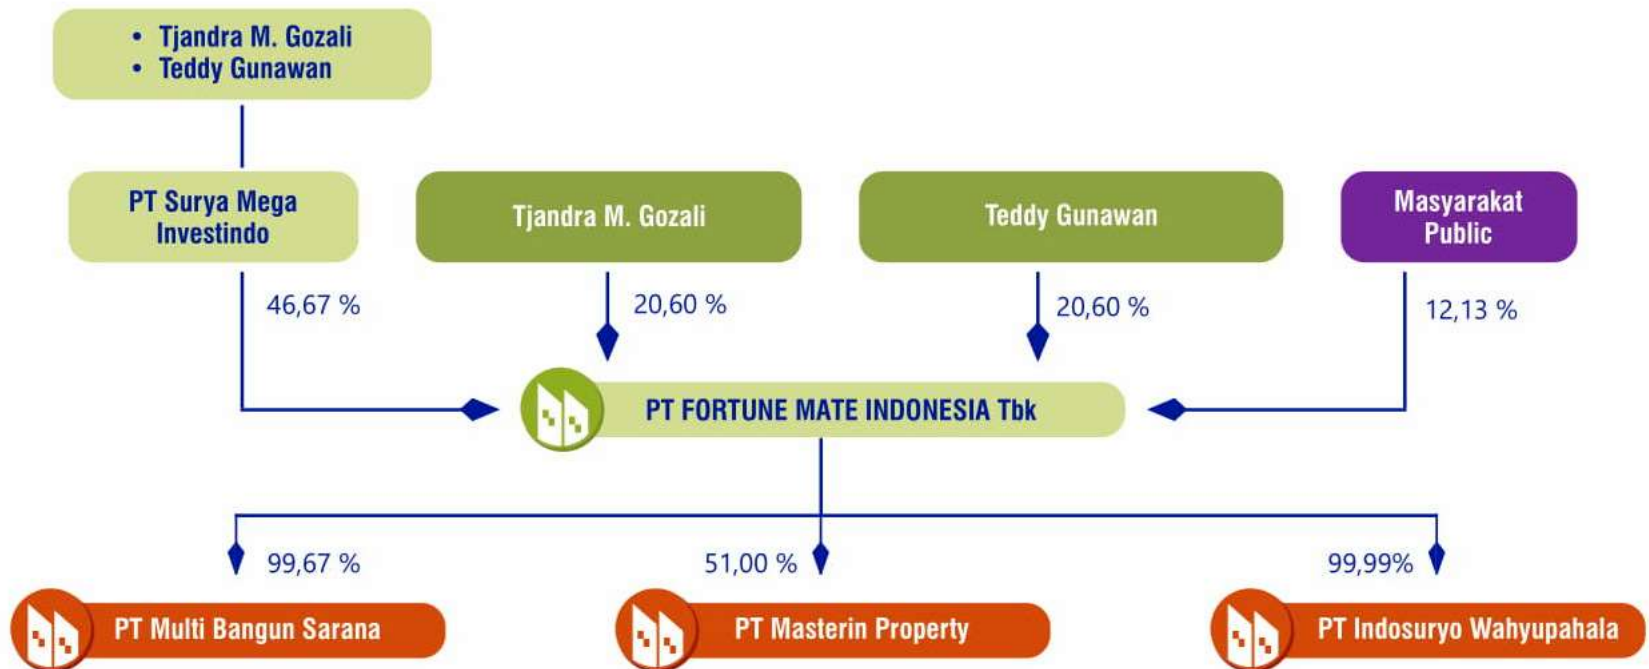 • Tjandra M. Gozali
• Teddy Gunawan
PT Surya Mega
Investindo
Tjandra M. Gozali
Teddy Gunawan
Masyarakat
Public
46,67 %
20,60 %
20,60 %
12,13 %
PT FORTUNE MATE INDONESIA Tbk
99,67 %
51,00 %
99,99%
PT Multi Bangun Sarana
PT Masterin Property
PT Indosuryo Wahyupahala